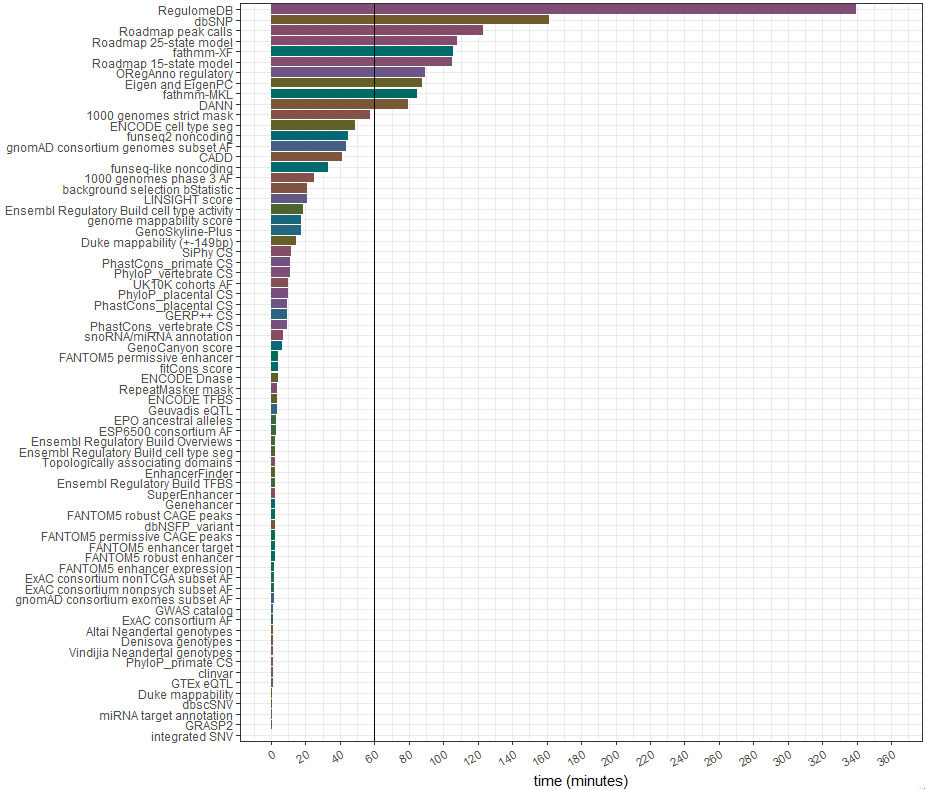 RegulomeDB
dbSNP
Roadmap peak calls
Roadmap 25-state model
fathmm-XF
Roadmap 15-state model
ORegAnno regulatory
Eigen and EigenPC
fathmm-MKL
DANN
1000 genomes strict mask
ENCODE cell type seg
funseq2 noncoding
gnomAD consortium genomes subset AF
CADD
funseq-like noncoding
1000 genomes phase 3 AF
background selection bStatistic
LINSIGHT score
Ensembl Regulatory Build cell type activity
genome mappability score
GenoSkyline-Plus
Duke mappability (+-149bp)
SiPhy CS
PhastCons_primate CS
PhyloP_vertebrate CS
UK10K cohorts AF
PhyloP_placental CS
PhastCons_placental CS
GERP++ CS
PhastCons_vertebrate CS
snoRNA/miRNA annotation
GenoCanyon score
FANTOM5 permissive enhancer
fitCons score
ENCODE Dnase
RepeatMasker mask
ENCODE TFBS
Geuvadis eQTL
EPO ancestral alleles
ESP6500 consortium AF
Ensembl Regulatory Build Overviews
Ensembl Regulatory Build cell type seg
Topologically associating domains
EnhancerFinder
Ensembl Regulatory Build TFBS
SuperEnhancer
Genehancer
FANTOM5 robust CAGE peaks
dbNSFP_variant
FANTOM5 permissive CAGE peaks
FANTOM5 enhancer target
FANTOM5 robust enhancer
FANTOM5 enhancer expression
ExAC consortium nonTCGA subset AF
ExAC consortium nonpsych subset AF
gnomAD consortium exomes subset AF
GWAS catalog
ExAC consortium AF
Altai Neandertal genotypes
Denisova genotypes
Vindijia Neandertal genotypes
PhyloP_primate CS
clinvar
GTEx eQTL
Duke mappability
dbscSNV
miRNA target annotation
GRASP2
integrated SNV
0 20 40 60 80 100 120 140 160 180 200 220 240 260 280 300 320 340 360
time (minutes)